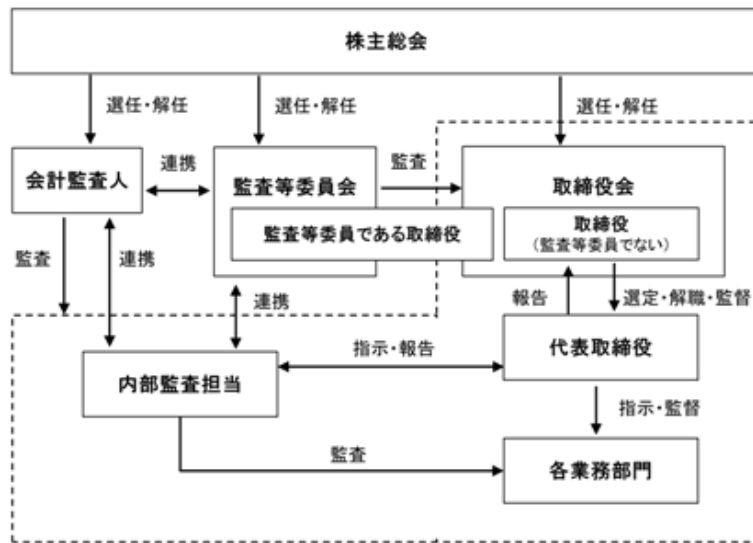 株主総会
選任・解任
選任・解任
選任・解任
会計監査人
連携
監査等委員会
監査
取締役会
監査等委員である取締役
取締役
(監査等委員でない)
監査
連携
連携
報告
選定・解職・監督
内部監査担当
指示・報告
代表取締役
指示・監督
監査
各業務部門